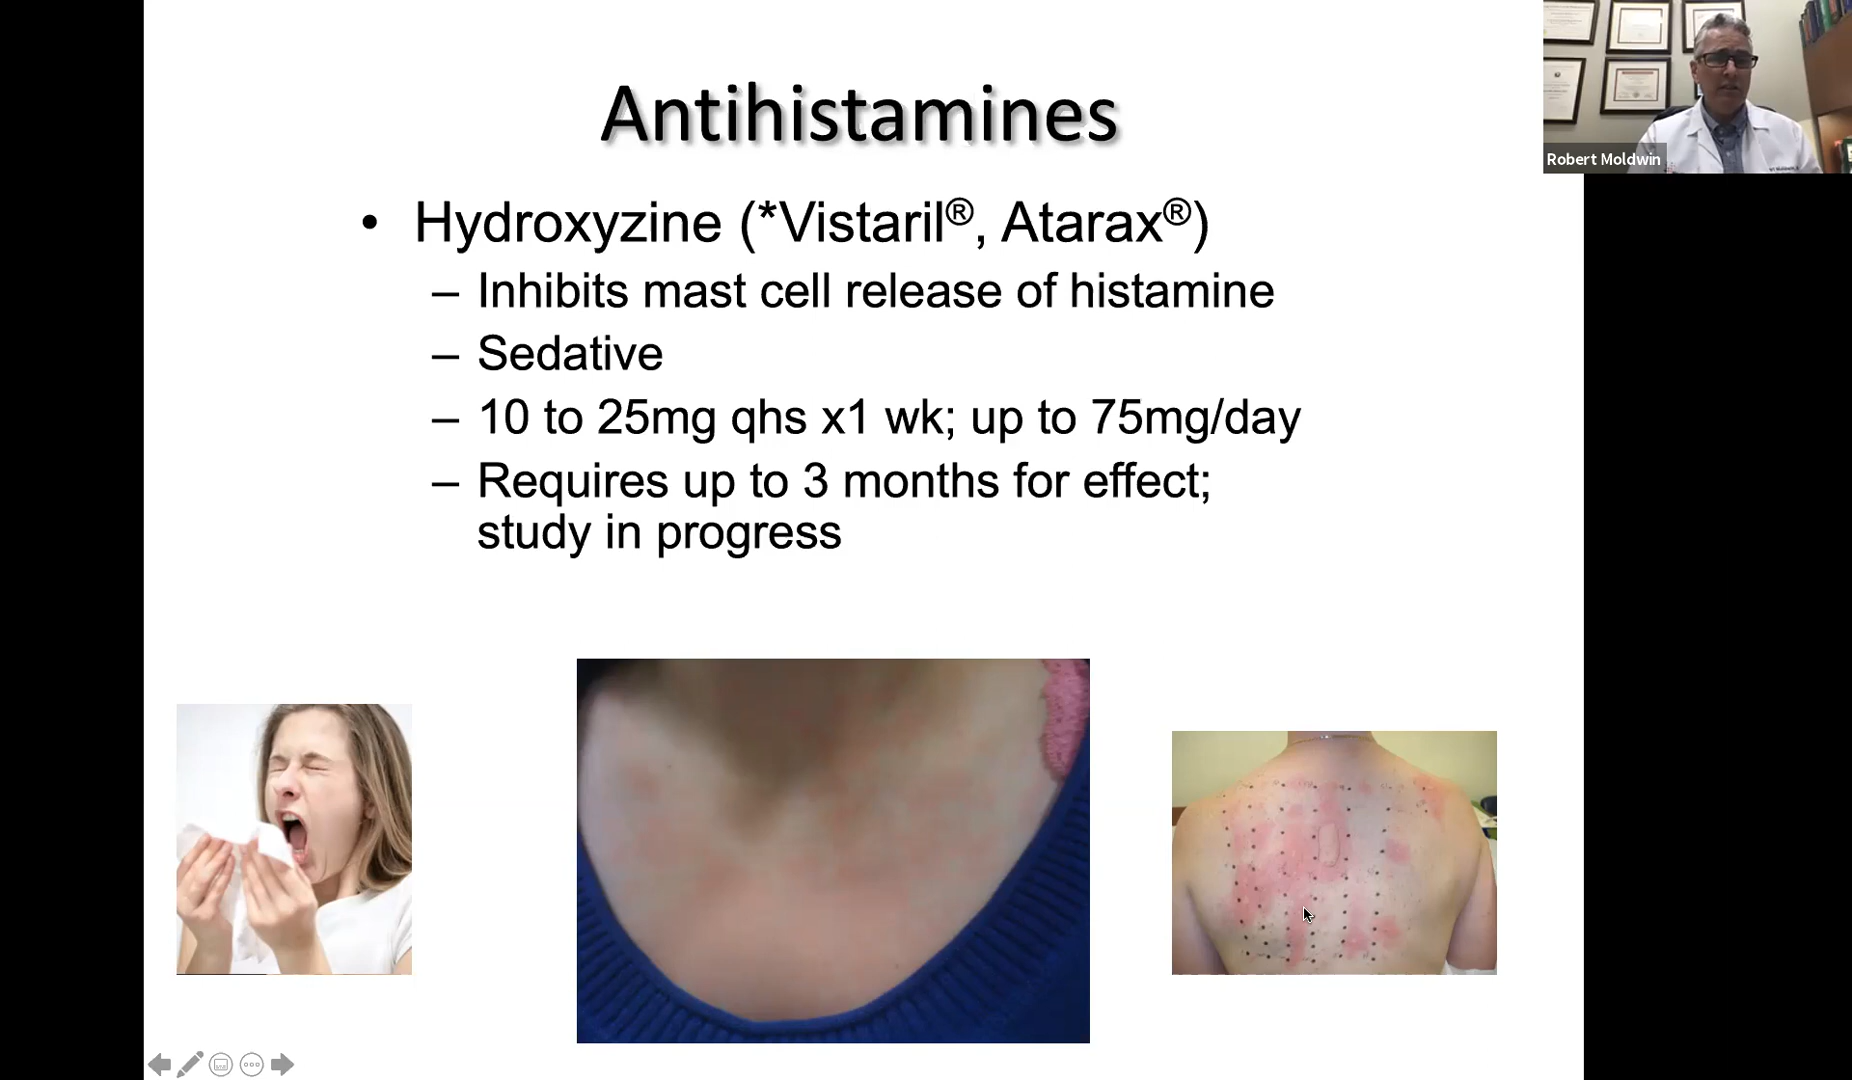 Antihistamines
• Hydroxyzine (*Vistaril®, Atarax®)
– Inhibits mast cell release of histamine
– Sedative
– 10 to 25mg qhs x1 wk; up to 75mg/day
– Requires up to 3 months for effect;
study in progress
Robert Moldwin